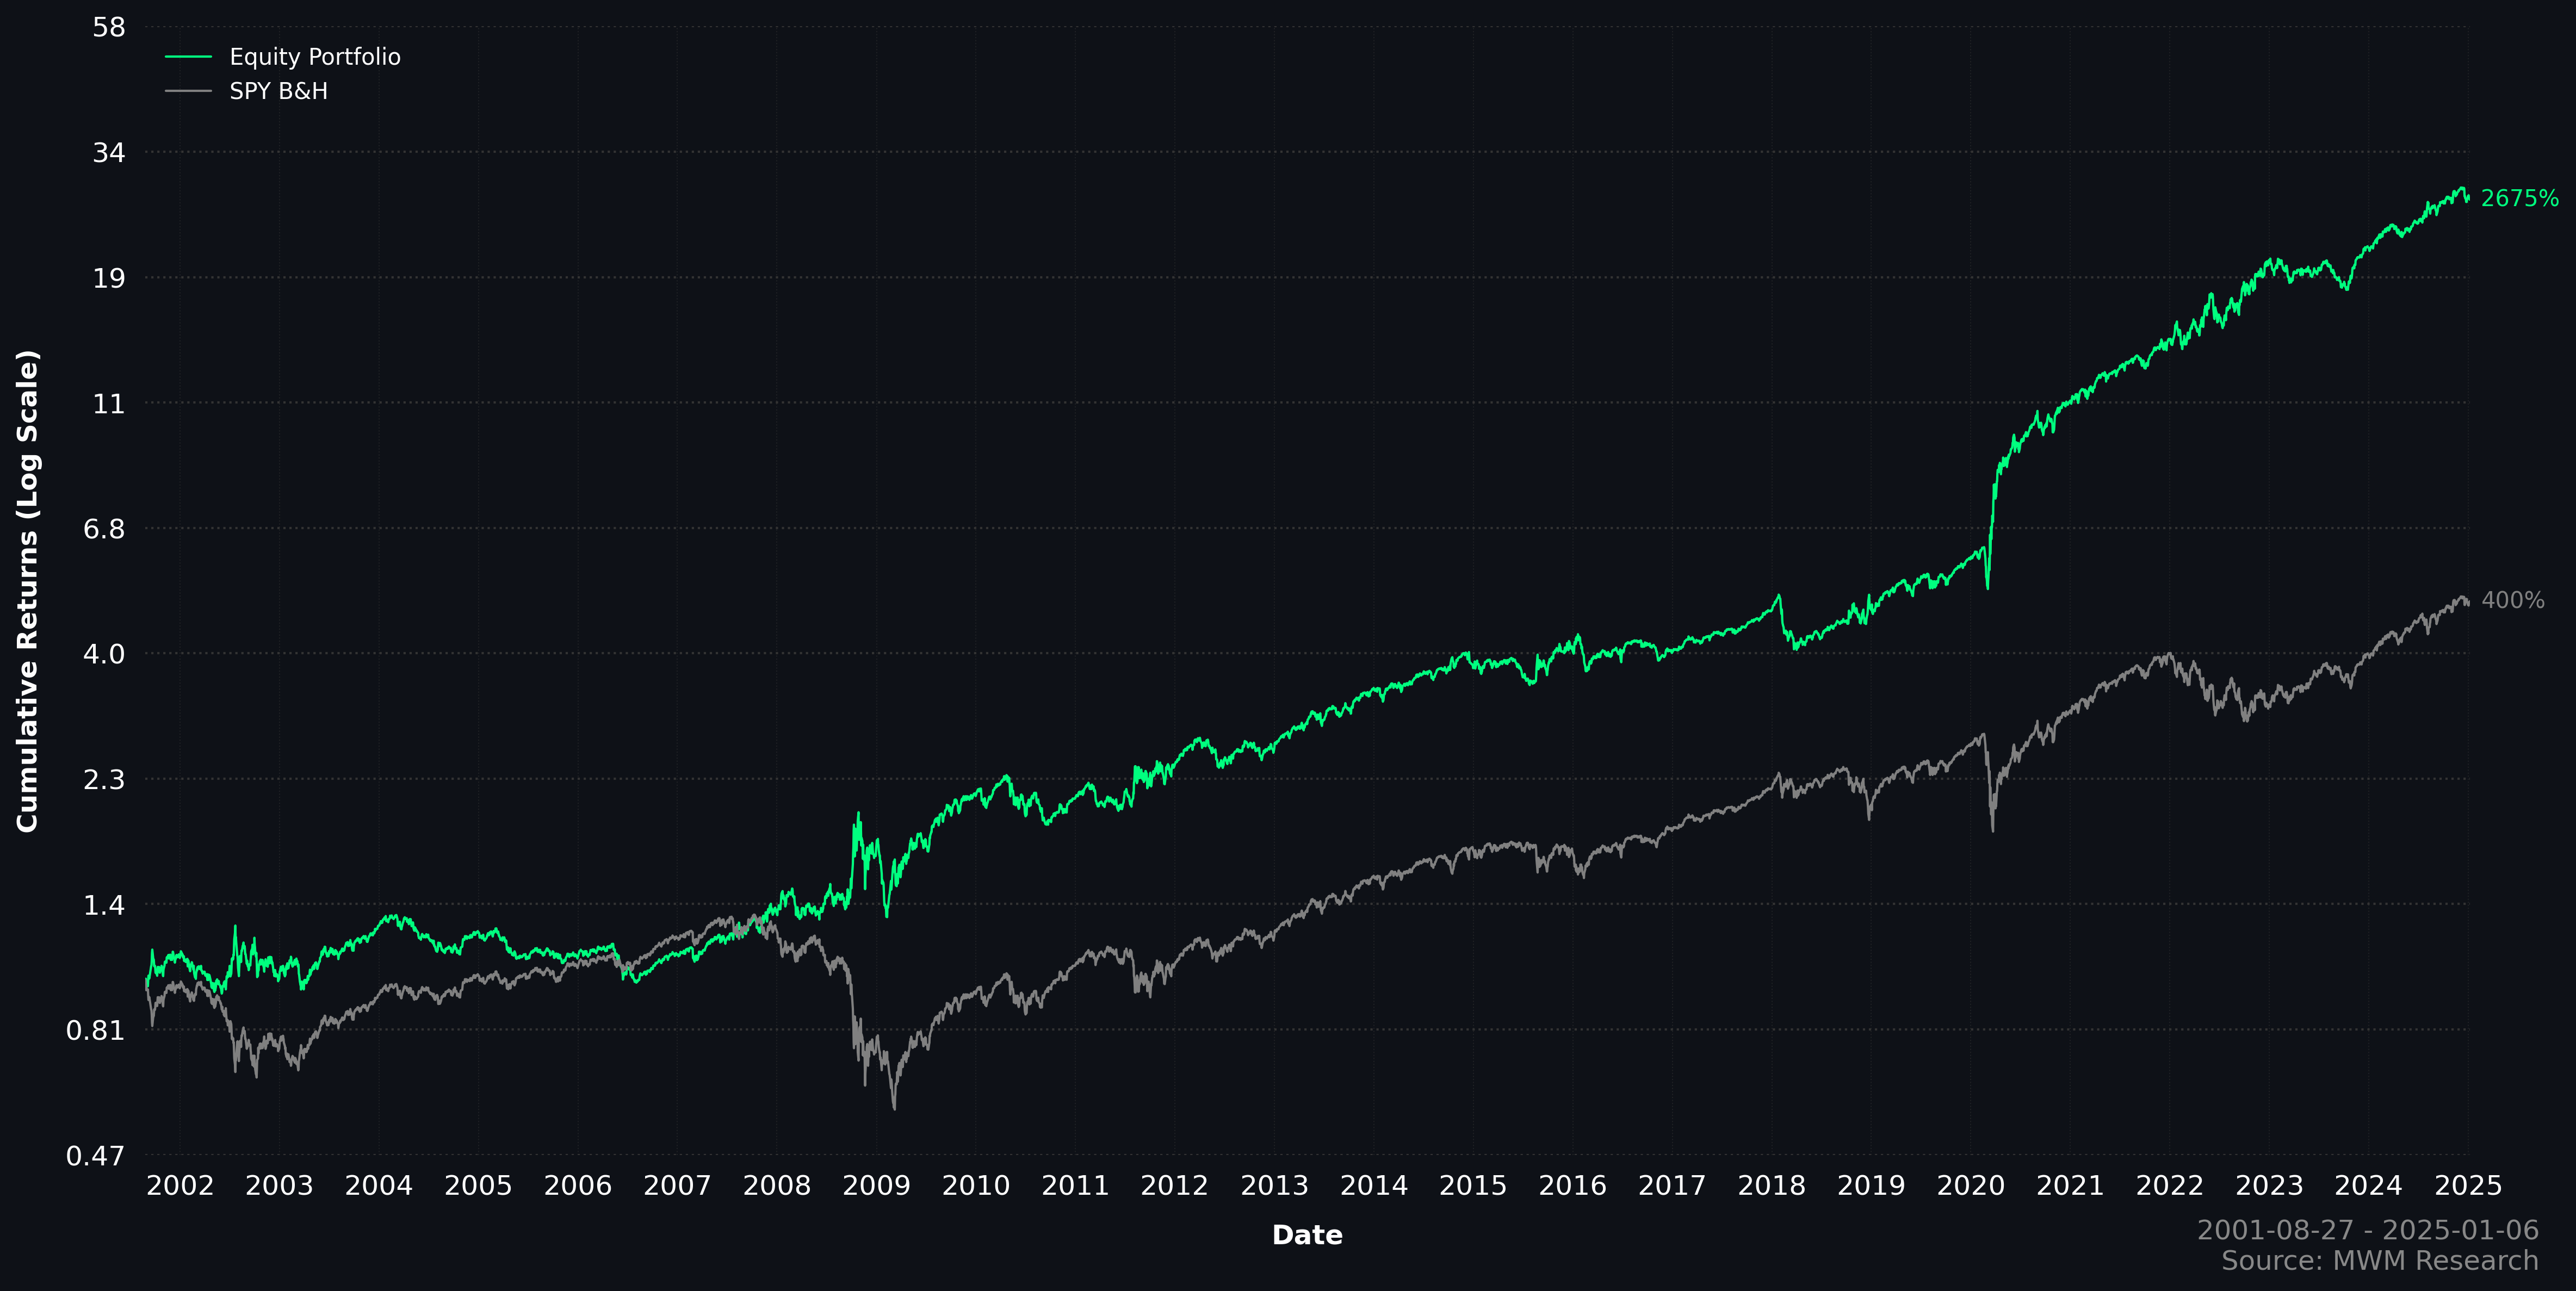 58
34
19
11
6.8
4.0
2.3
1.4
0.81
0.47
Cumulative Returns (Log Scale)
Equity Portfolio
SPY B&H
2675%
400%
2002 2003 2004 2005 2006 2007 2008 2009 2010 2011 2012 2013 2014 2015 2016 2017 2018 2019 2020 2021 2022 2023 2024 2025
Date
2001-08-27 - 2025-01-06
Source: MWM Research